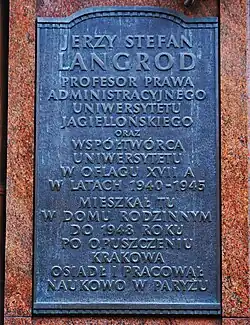 JERZY STEFAN
LANGROD
PROFESOR PRAWA
ADMINISTRACYJNEGO
UNIWERSYTETU
JAGIELLOŃSKIEGO
ORAZ
WSPÓŁTWÓRCA
UNIWERSYTETU
W OFLAGU XVII A
W LATACH 1940-1945
MIESZKAŁ TU
W DOMU RODZINNYM
DO 1948 ROKU
PO OPUSZCZENIU
KRAKOWA
OSIADŁ I PRACOWAŁ
NAUKOWO W PARYŻU